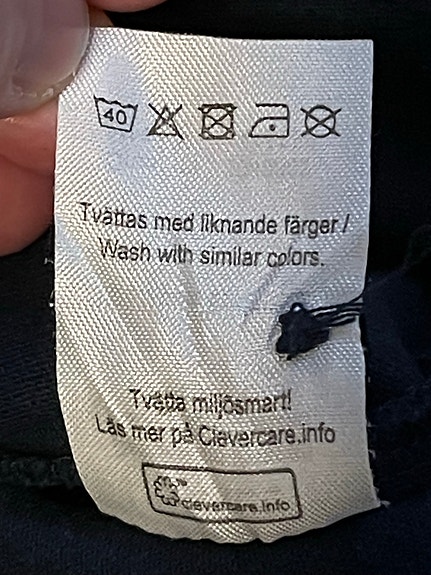 40
Tvättas med liknande färger /
Wash with similar colors.
Tvätta miljösmart!
Läs mer på Clevercare.info
clevercare.info